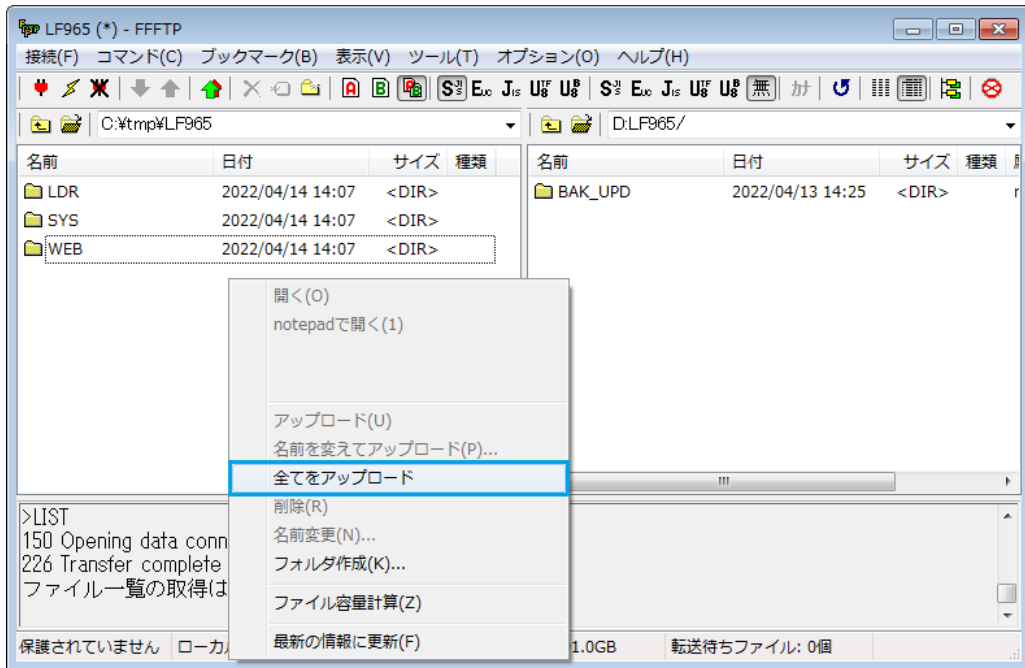 LF965 (*) - FFFTP
接続(F) コマンド(C) ブックマーク(B) 表示(V) ツール(T) オプション(O) ヘルプ(H)
C:¥tmp¥LF965 D:LF965/
名前 日付 サイズ 種類 名前 日付 サイズ 種類
LDR 2022/04/14 14:07 <DIR> BAK_UPD 2022/04/13 14:25 <DIR>
SYS 2022/04/14 14:07 <DIR>
WEB 2022/04/14 14:07 <DIR>
開く(O)
notepadで開く(1)
アップロード(U)
名前を変えてアップロード(P)...
全てをアップロード
削除(R)
名前変更(N)...
フォルダ作成(K)...
ファイル容量計算(Z)
最新の情報に更新(F)
>LIST
150 Opening data conn
226 Transfer complete
ファイル一覧の取得は
保護されていません ローカル 1.0GB 転送待ちファイル: 0個